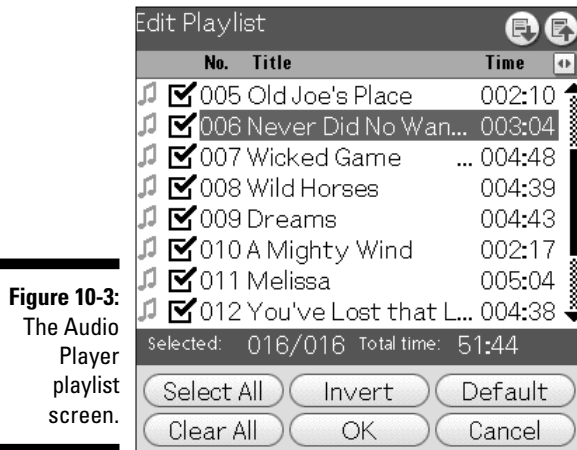 Edit Playlist
No. Title Time
005 Old Joe's Place 002:10
006 Never Did No Wan... 003:04
007 Wicked Game ... 004:48
008 Wild Horses 004:39
009 Dreams 004:43
010 A Mighty Wind 002:17
011 Melissa 005:04
012 You've Lost that L... 004:38
Selected: 016/016 Total time: 51:44
Select All Invert Default
Clear All OK Cancel
Figure 10-3:
The Audio
Player
playlist
screen.